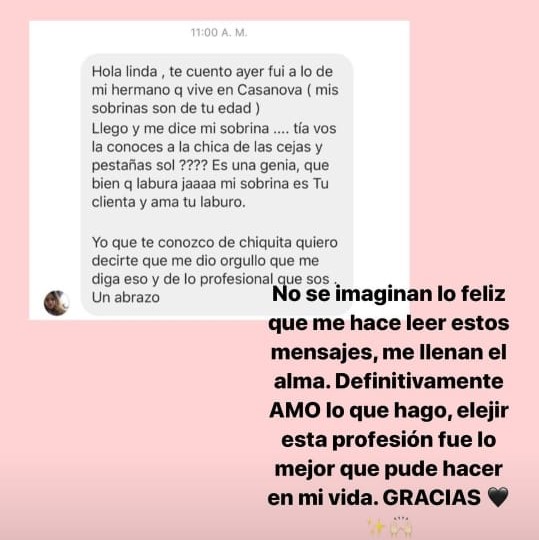 11:00 A. M.
Hola linda , te cuento ayer fui a lo de
mi hermano q vive en Casanova ( mis
sobrinas son de tu edad )
Llego y me dice mi sobrina .... tía vos
la conoces a la chica de las cejas y
pestañas sol ???? Es una genia, que
bien q labura jaaaa mi sobrina es Tu
clienta y ama tu laburo.
Yo que te conozco de chiquita quiero
decirte que me dio orgullo que me
diga eso y de lo profesional que sos .
Un abrazo
No se imaginan lo feliz
que me hace leer estos
mensajes, me llenan el
alma. Definitivamente
AMO lo que hago, elejir
esta profesión fue lo
mejor que pude hacer
en mi vida. GRACIAS 🖤
✨🙌🏻